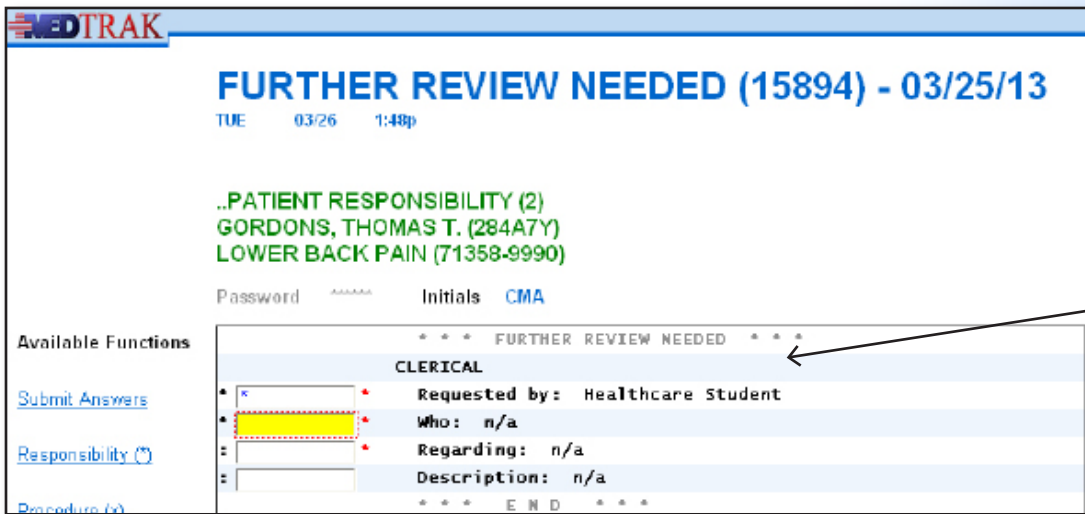 MEDTRAK
FURTHER REVIEW NEEDED (15894) - 03/25/13
TUE 03/26 1:48p
..PATIENT RESPONSIBILITY (2)
GORDONS, THOMAS T. (284A7Y)
LOWER BACK PAIN (71358-9990)
Password ^^^^^^ Initials CMA
Available Functions
* * * FURTHER REVIEW NEEDED * * *
CLERICAL
Submit Answers
* * * Requested by: Healthcare Student
* * Who: n/a
Responsibility (*)
: * Regarding: n/a
: Description: n/a
Procedure (x)
* * * E N D * * *